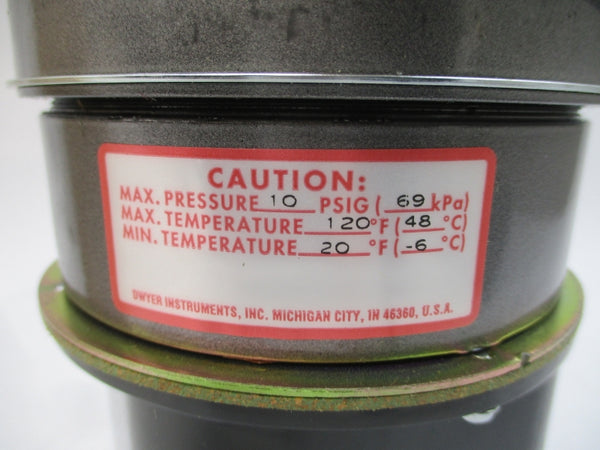 CAUTION:
MAX. PRESSURE 10 PSIG (69 kPa)
MAX. TEMPERATURE 120°F (48 °C)
MIN. TEMPERATURE 20 °F (-6 °C)
DWYER INSTRUMENTS, INC. MICHIGAN CITY, IN 46360, U.S.A.